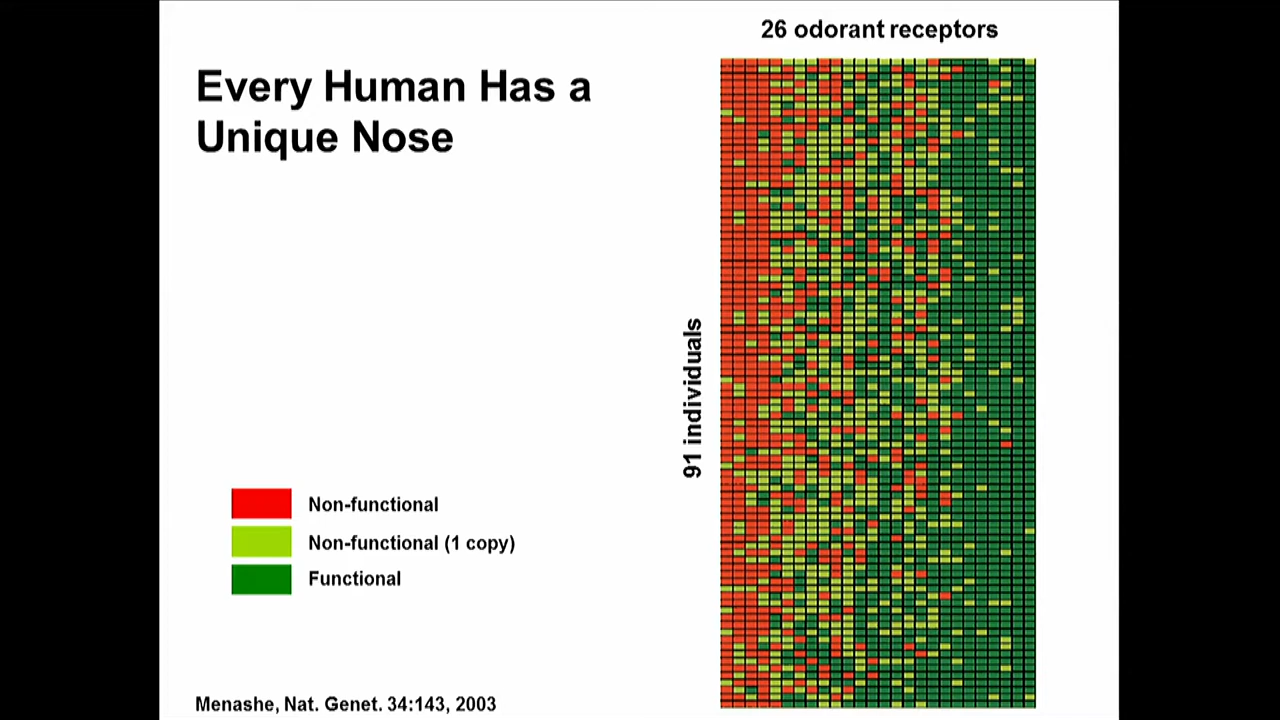 26 odorant receptors
Every Human Has a
Unique Nose
91 individuals
Non-functional
Non-functional (1 copy)
Functional
Menashe, Nat. Genet. 34:143, 2003